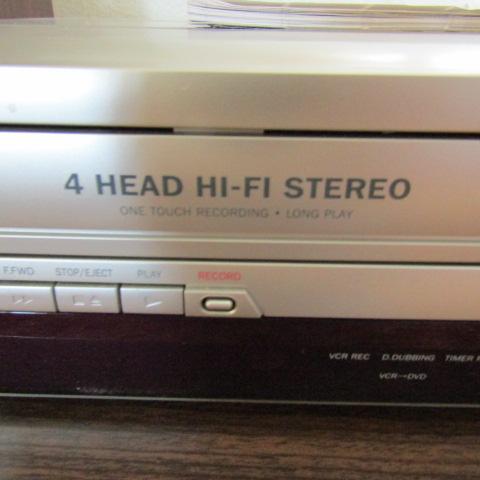 4 HEAD HI-FI STEREO
ONE TOUCH RECORDING • LONG PLAY
F.FWD STOP/EJECT PLAY RECORD
VCR REC D.DUBBING TIMER
VCR→DVD